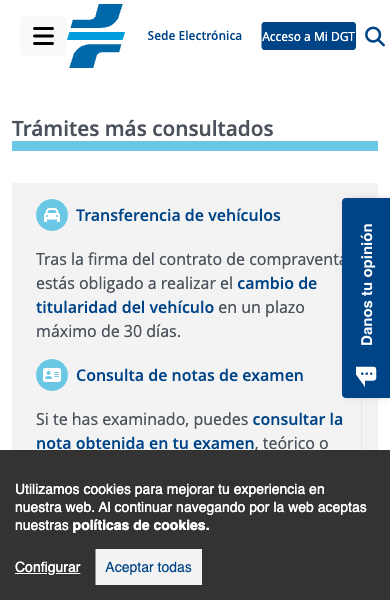 Sede Electrónica
Acceso a Mi DGT
Trámites más consultados
Transferencia de vehículos
Tras la firma del contrato de compraventa
estás obligado a realizar el cambio de
titularidad del vehículo en un plazo
máximo de 30 días.
Danos tu opinión
Consulta de notas de examen
Si te has examinado, puedes consultar la
nota obtenida en tu examen, teórico o
Utilizamos cookies para mejorar tu experiencia en
nuestra web. Al continuar navegando por la web aceptas
nuestras políticas de cookies.
Configurar
Aceptar todas